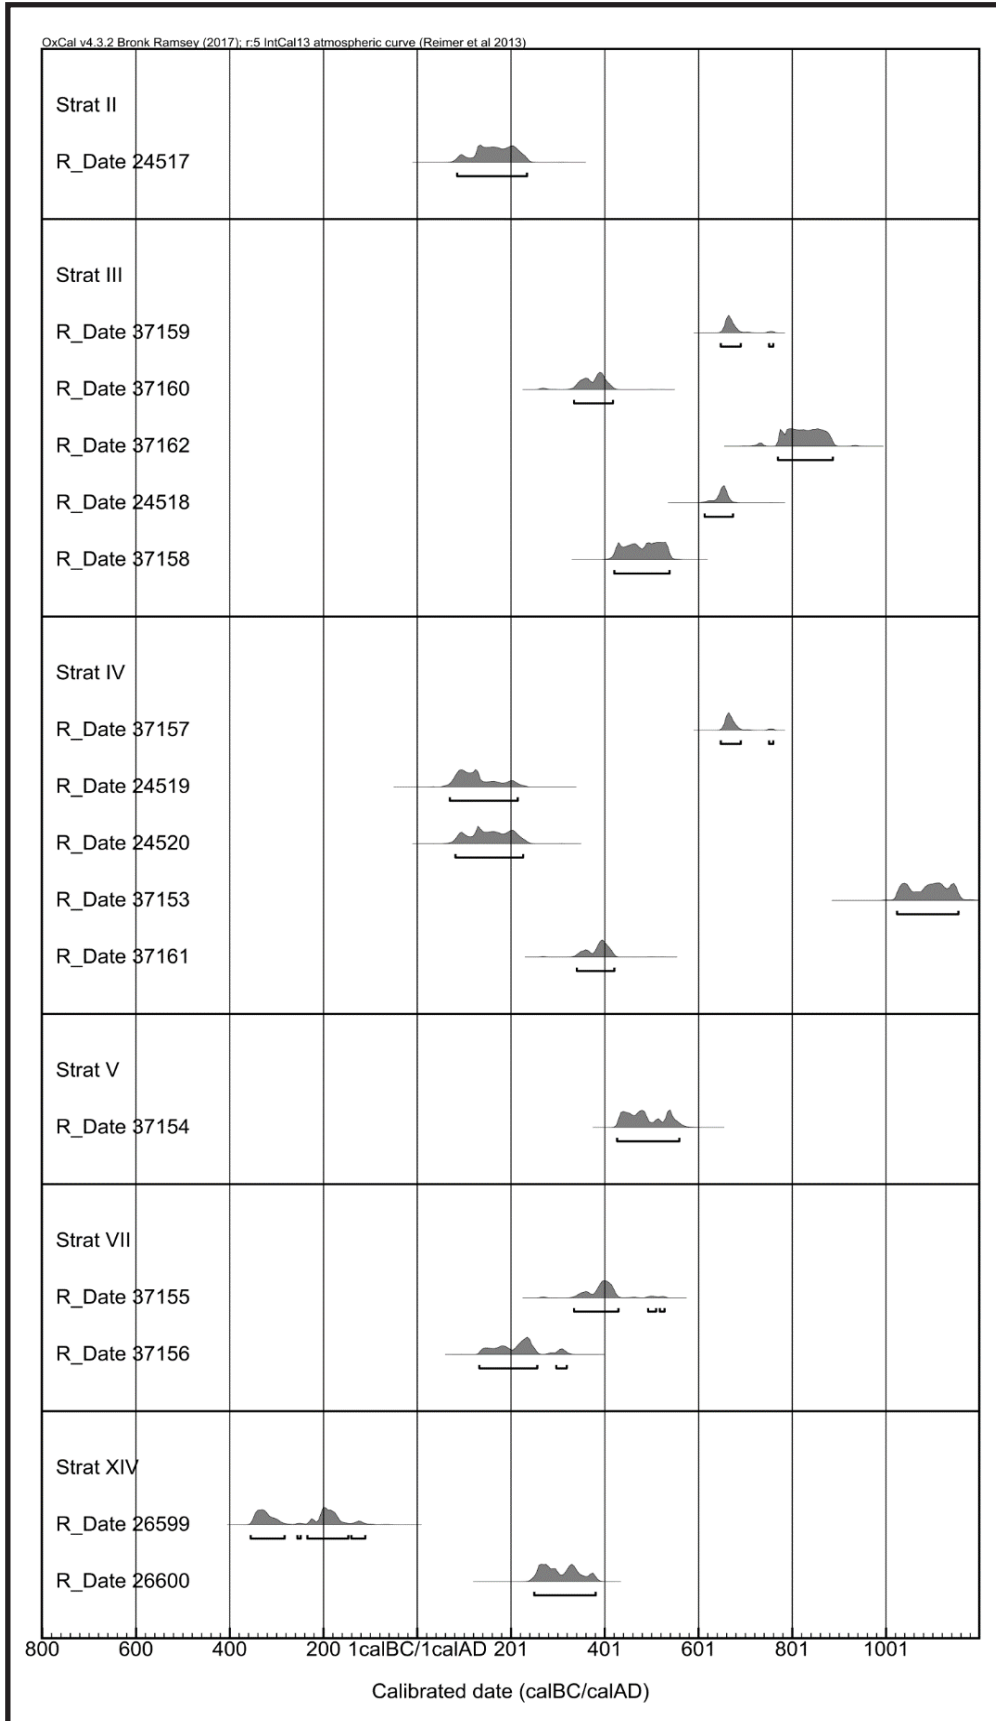 OxCal v4.3.2 Bronk Ramsey (2017); r:5 IntCal13 atmospheric curve (Reimer et al 2013)
Strat II
R_Date 24517
Strat III
R_Date 37159
R_Date 37160
R_Date 37162
R_Date 24518
R_Date 37158
Strat IV
R_Date 37157
R_Date 24519
R_Date 24520
R_Date 37153
R_Date 37161
Strat V
R_Date 37154
Strat VII
R_Date 37155
R_Date 37156
Strat XIV
R_Date 26599
R_Date 26600
800 600 400 200 1calBC/1calAD 201 401 601 801 1001
Calibrated date (calBC/calAD)